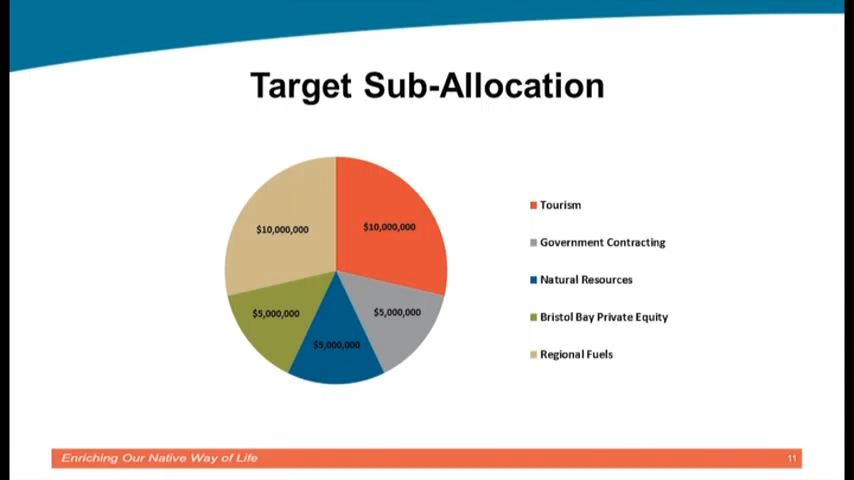 Target Sub-Allocation
$10,000,000
$10,000,000
$5,000,000
$5,000,000
$5,000,000
Tourism
Government Contracting
Natural Resources
Bristol Bay Private Equity
Regional Fuels
Enriching Our Native Way of Life
11